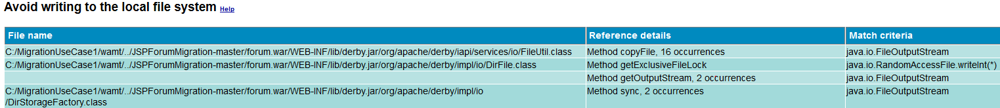 Avoid writing to the local file system Help
File name Reference details Match criteria
C:/MigrationUseCase1/wamt/../JSPForumMigration-master/forum.war/WEB-INF/lib/derby.jar/org/apache/derby/iapi/services/io/FileUtil.class Method copyFile, 16 occurrences java.io.FileOutputStream
C:/MigrationUseCase1/wamt/../JSPForumMigration-master/forum.war/WEB-INF/lib/derby.jar/org/apache/derby/impl/io/DirFile.class Method getExclusiveFileLock java.io.RandomAccessFile.writeInt(*)
Method getOutputStream, 2 occurrences java.io.FileOutputStream
C:/MigrationUseCase1/wamt/../JSPForumMigration-master/forum.war/WEB-INF/lib/derby.jar/org/apache/derby/impl/io Method sync, 2 occurrences java.io.FileOutputStream
/DirStorageFactory.class